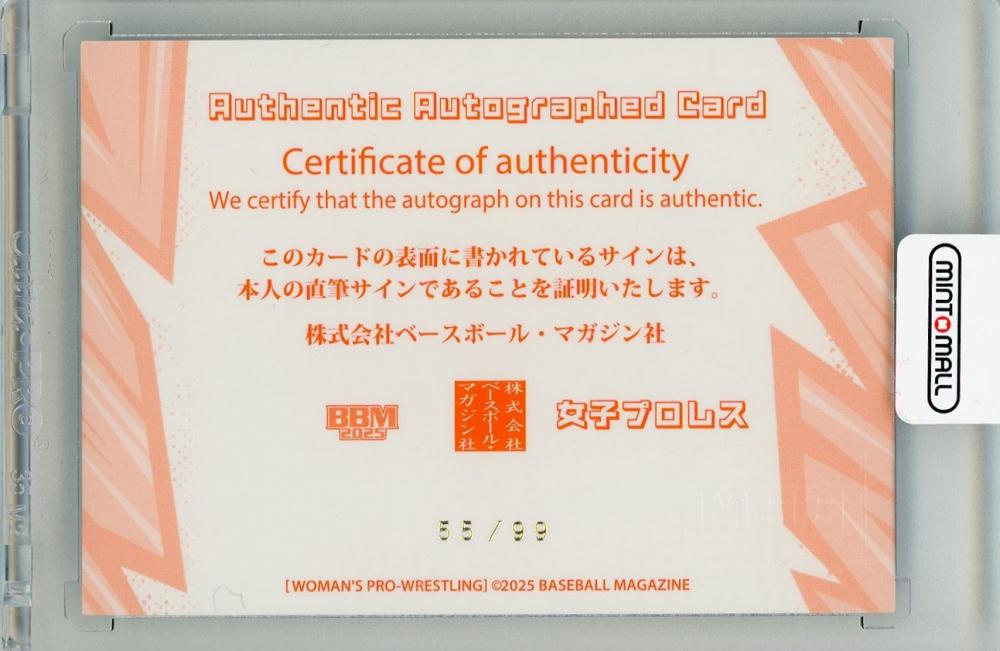 Authentic Autographed Card
Certificate of authenticity
We certify that the autograph on this card is authentic.
このカードの表面に書かれているサインは、
本人の直筆サインであることを証明いたします。
株式会社ベースボール・マガジン社
BBM
2025
株式会社
ベースボール・
マガジン社
女子プロレス
MINT MALL
55/99
[WOMAN'S PRO-WRESTLING] ©2025 BASEBALL MAGAZINE